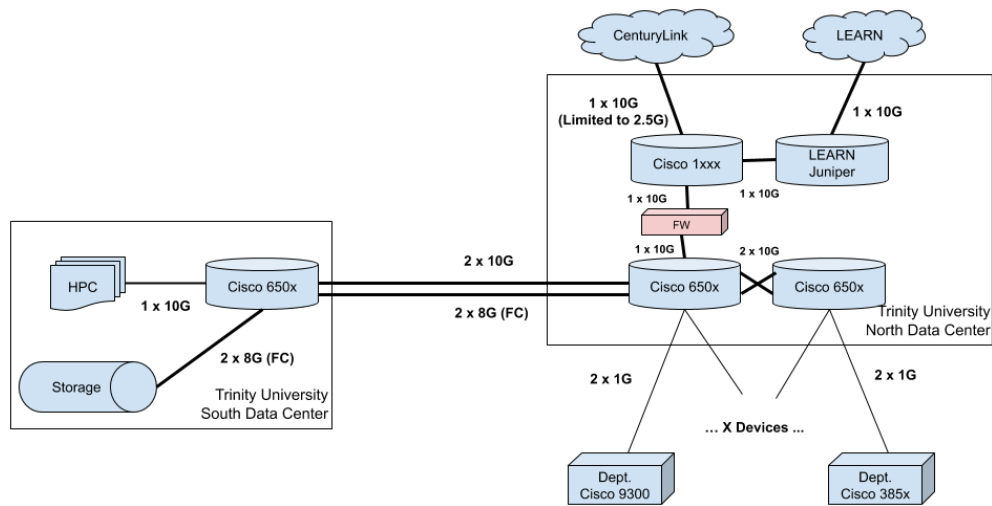 CenturyLink
LEARN
1 x 10G
(Limited to 2.5G)
1 x 10G
Cisco 1xxx
LEARN
Juniper
1 x 10G
1 x 10G
FW
1 x 10G
2 x 10G
2 x 10G
HPC
Cisco 650x
Cisco 650x
Cisco 650x
1 x 10G
2 x 8G (FC)
Trinity University
North Data Center
2 x 8G (FC)
Storage
Trinity University
South Data Center
2 x 1G
2 x 1G
... X Devices ...
Dept.
Cisco 9300
Dept.
Cisco 385x